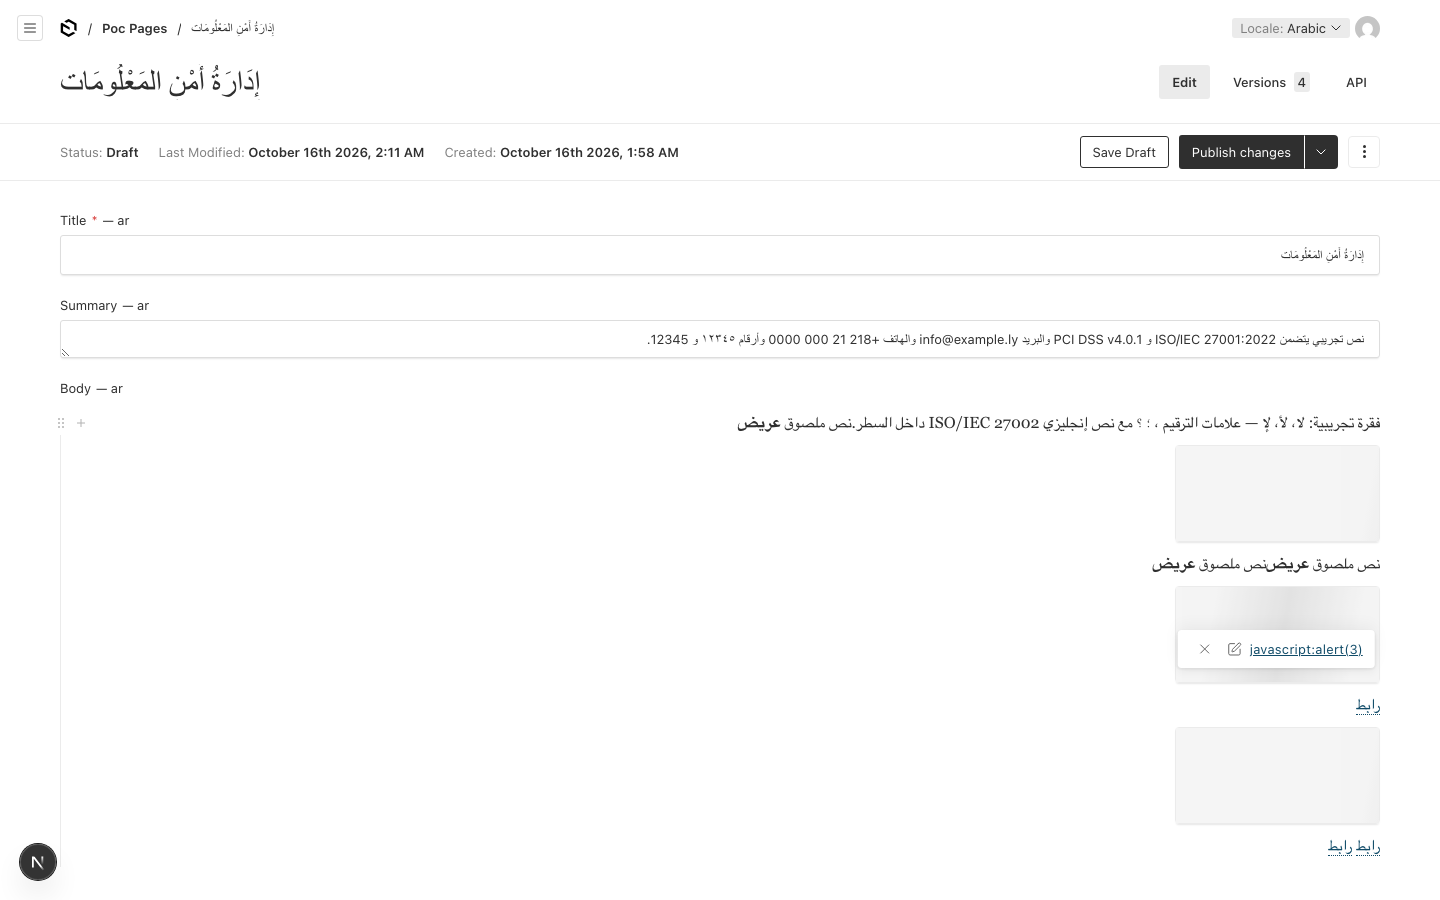 / Poc Pages / إدَارَةُ أَمْنِ المَعْلُومَات
Locale: Arabic
إدَارَةُ أَمْنِ المَعْلُومَات
Edit Versions 4 API
Status: Draft Last Modified: October 16th 2026, 2:11 AM Created: October 16th 2026, 1:58 AM
Save Draft Publish changes
Title * — ar
إدَارَةُ أَمْنِ المَعْلُومَات
Summary — ar
نص تجريبي يتضمن ISO/IEC 27001:2022 و PCI DSS v4.0.1 والبريد info@example.ly والهاتف +218 21 000 0000 وأرقام ١٢٣٤٥ و 12345.
Body — ar
فقرة تجريبية: لا، لأ، لإ — علامات الترقيم ، ؛ ؟ مع نص إنجليزي ISO/IEC 27002 داخل السطر.نص ملصوق عريض
نص ملصوق عريضنص ملصوق عريض
javascript:alert(3)
رابط
رابط رابط
N